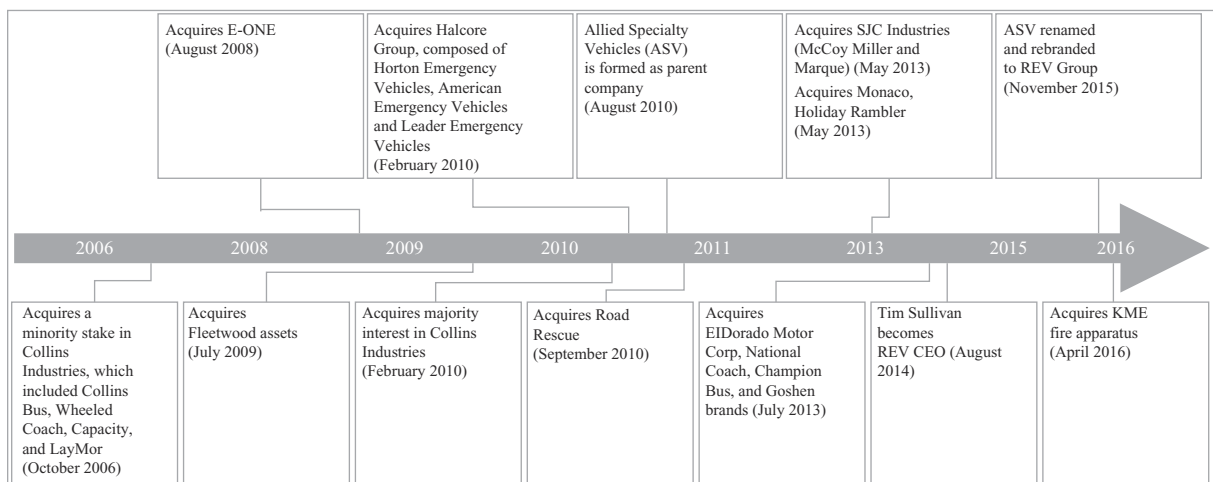 Acquires E-ONE
(August 2008)
Acquires Halcore
Group, composed of
Horton Emergency
Vehicles, American
Emergency Vehicles
and Leader Emergency
Vehicles
(February 2010)
Allied Specialty
Vehicles (ASV)
is formed as parent
company
(August 2010)
Acquires SJC Industries
(McCoy Miller and
Marque) (May 2013)
Acquires Monaco,
Holiday Rambler
(May 2013)
ASV renamed
and rebranded
to REV Group
(November 2015)
2006 2008 2009 2010 2011 2013 2015 2016
Acquires a
minority stake in
Collins
Industries, which
included Collins
Bus, Wheeled
Coach, Capacity,
and LayMor
(October 2006)
Acquires
Fleetwood assets
(July 2009)
Acquires majority
interest in Collins
Industries
(February 2010)
Acquires Road
Rescue
(September 2010)
Acquires
EIDorado Motor
Corp, National
Coach, Champion
Bus, and Goshen
brands (July 2013)
Tim Sullivan
becomes
REV CEO (August
2014)
Acquires KME
fire apparatus
(April 2016)